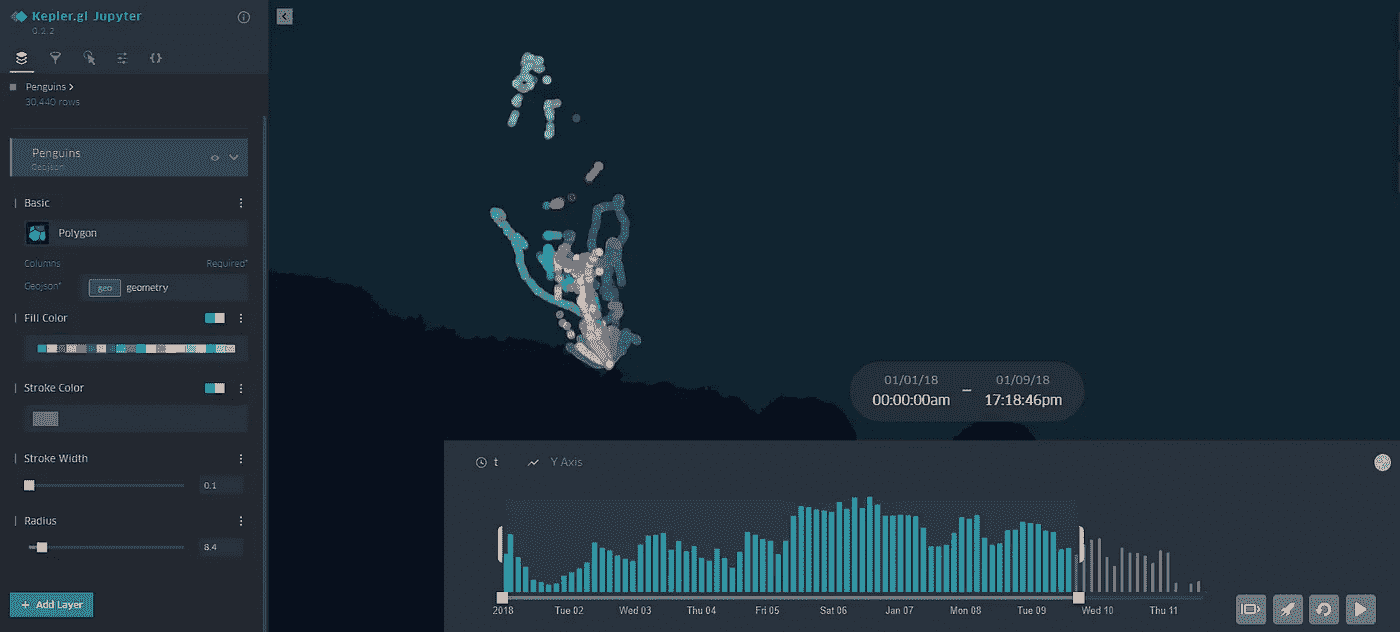 Kepler.gl Jupyter
0.2.2
Penguins
30,440 rows
Penguins
Geojson
Basic
Polygon
Columns Required*
Geojson* geo geometry
Fill Color
Stroke Color
Stroke Width
0.1
Radius
8.4
+ Add Layer
01/01/18 – 01/09/18
00:00:00am 17:18:46pm
t Y Axis
2018 Tue 02 Wed 03 Thu 04 Fri 05 Sat 06 Jan 07 Mon 08 Tue 09 Wed 10 Thu 11